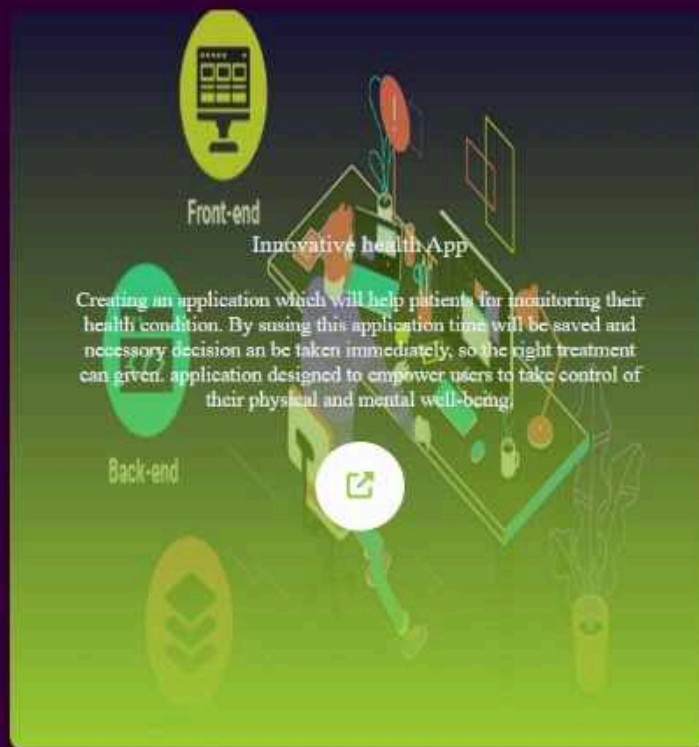 Front-end
Innovative health App
Creating an application which will help patients for monitoring their
health condition. By susing this application time will be saved and
necessory decision an be taken immediately, so the right treatment
can given. application designed to empower users to take control of
their physical and mental well-being.
Back-end